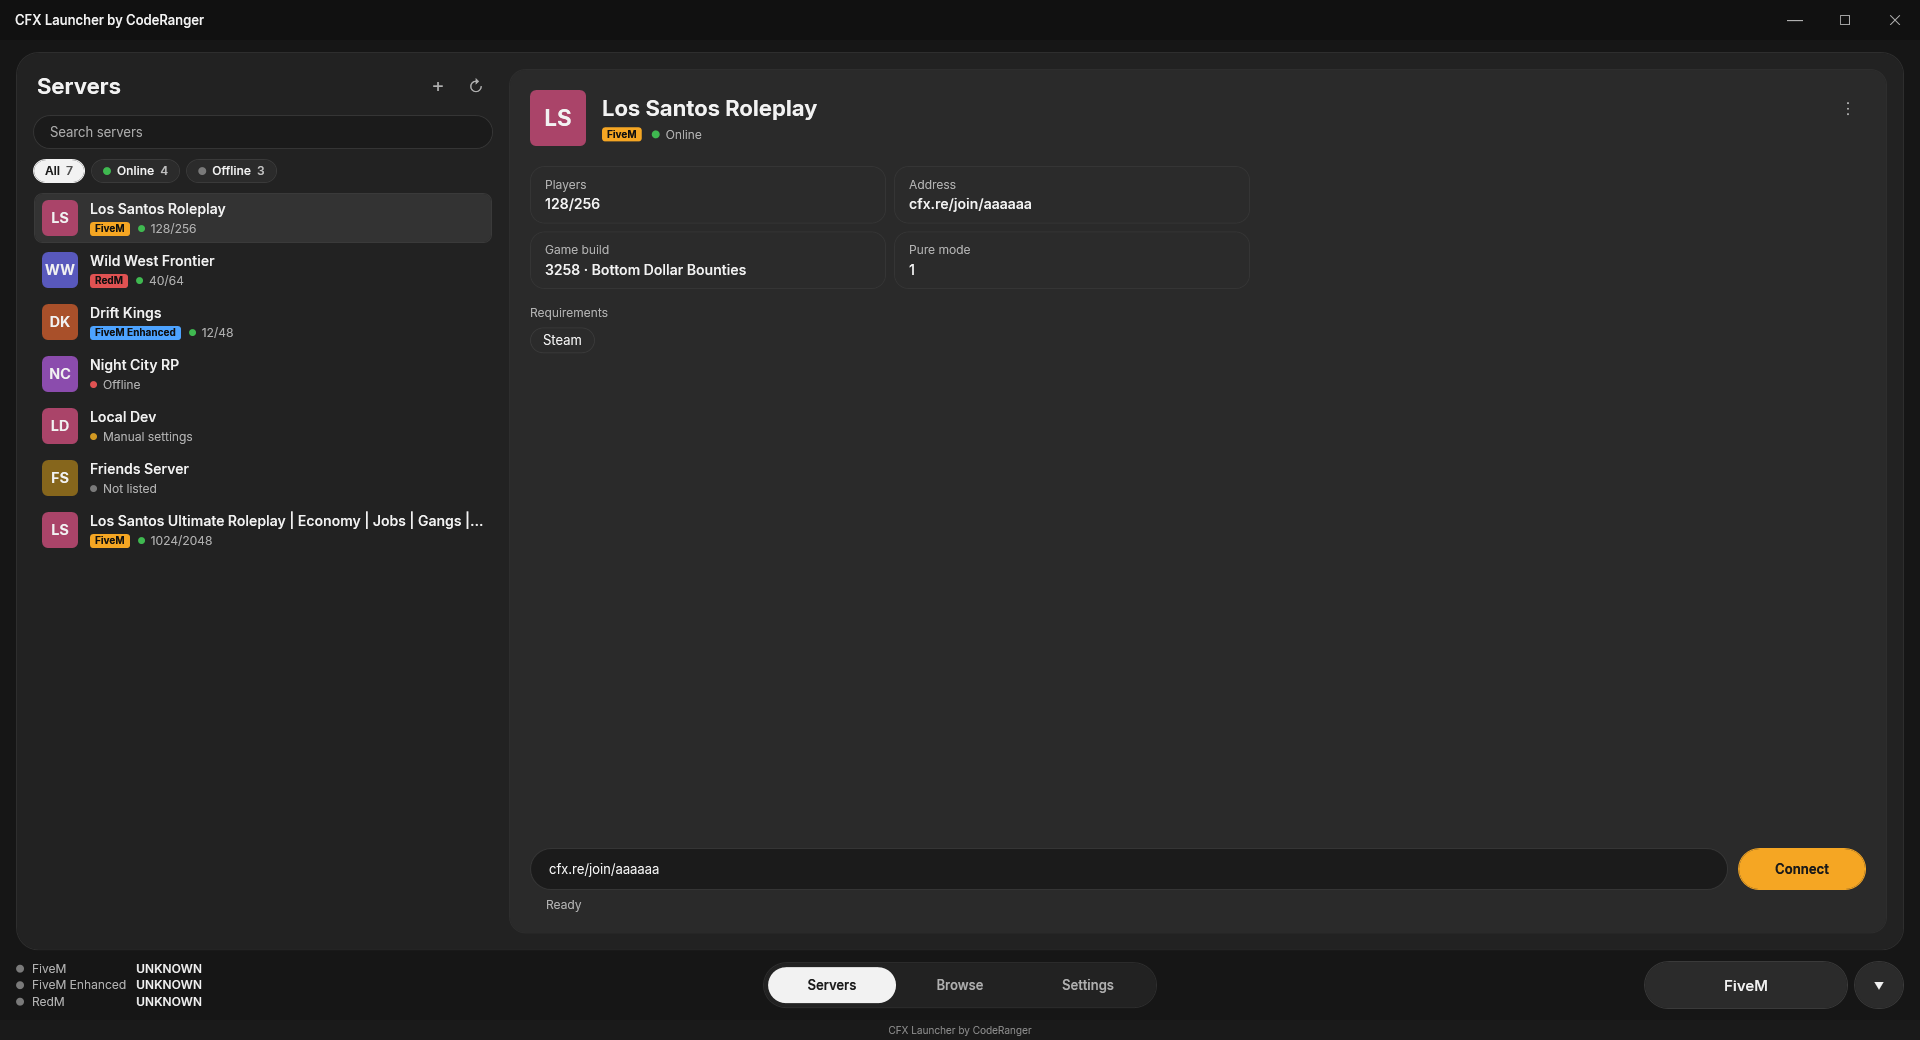 CFX Launcher by CodeRanger
Servers
Search servers
All 7
Online 4
Offline 3
LS
Los Santos Roleplay
FiveM
128/256
WW
Wild West Frontier
RedM
40/64
DK
Drift Kings
FiveM Enhanced
12/48
NC
Night City RP
Offline
LD
Local Dev
Manual settings
FS
Friends Server
Not listed
LS
Los Santos Ultimate Roleplay | Economy | Jobs | Gangs |...
FiveM
1024/2048
LS
Los Santos Roleplay
FiveM
Online
Players
128/256
Address
cfx.re/join/aaaaaa
Game build
3258 · Bottom Dollar Bounties
Pure mode
1
Requirements
Steam
cfx.re/join/aaaaaa
Connect
Ready
FiveM UNKNOWN
FiveM Enhanced UNKNOWN
RedM UNKNOWN
Servers
Browse
Settings
FiveM
CFX Launcher by CodeRanger